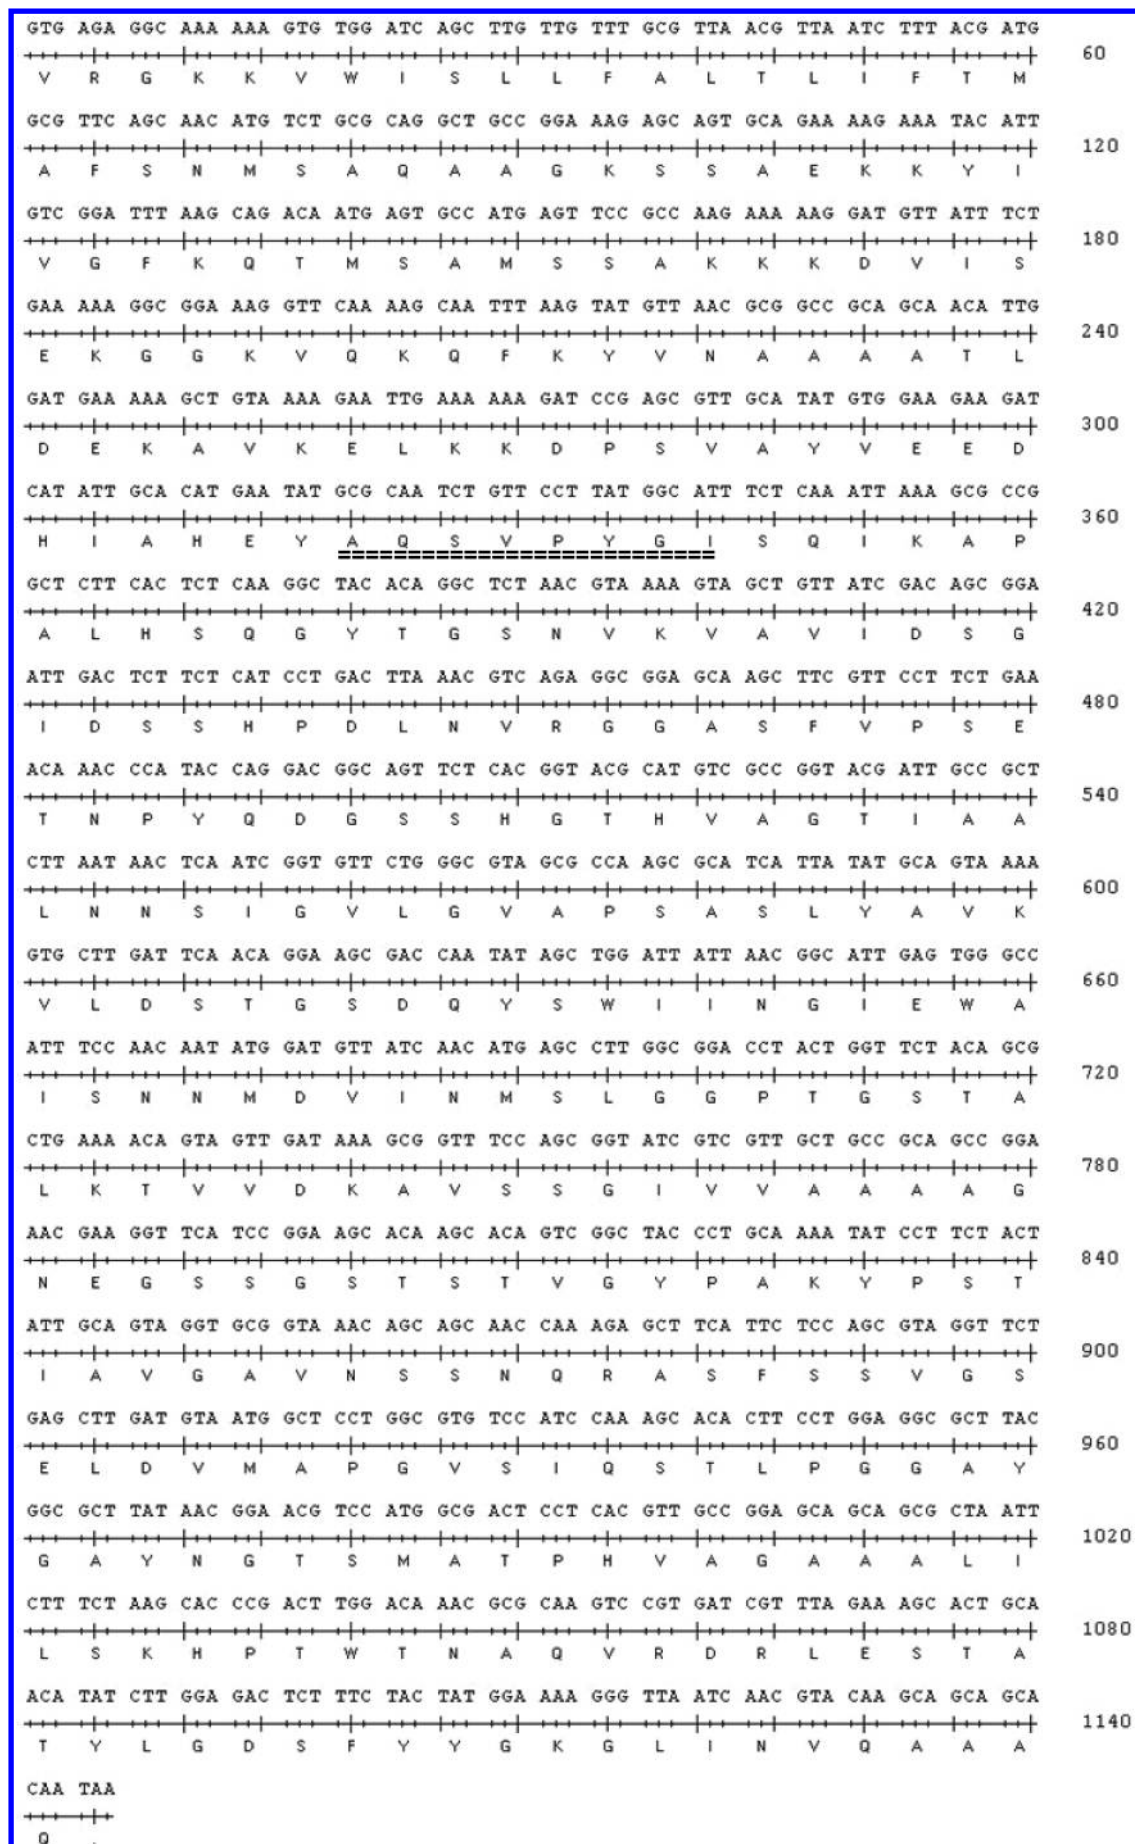 GTG AGA GGC AAA AAA GTG TGG ATC AGC TTG TTG TTT GCG TTA ACG TTA ATC TTT ACG ATG
60
V R G K K V W I S L L F A L T L I F T M
GCG TTC AGC AAC ATG TCT GCG CAG GCT GCC GGA AAG AGC AGT GCA GAA AAG AAA TAC ATT
120
A F S N M S A Q A A G K S S A E K K Y I
GTC GGA TTT AAG CAG ACA ATG AGT GCC ATG AGT TCC GCC AAG AAA AAG GAT GTT ATT TCT
180
V G F K Q T M S A M S S A K K K D V I S
GAA AAA GGC GGA AAG GTT CAA AAG CAA TTT AAG TAT GTT AAC GCG GCC GCA GCA ACA TTG
240
E K G G K V Q K Q F K Y V N A A A A T L
GAT GAA AAA GCT GTA AAA GAA TTG AAA AAA GAT CCG AGC GTT GCA TAT GTG GAA GAA GAT
300
D E K A V K E L K K D P S V A Y V E E D
CAT ATT GCA CAT GAA TAT GCG CAA TCT GTT CCT TAT GGC ATT TCT CAA ATT AAA GCG CCG
360
H I A H E Y A Q S V P Y G I S Q I K A P
GCT CTT CAC TCT CAA GGC TAC ACA GGC TCT AAC GTA AAA GTA GCT GTT ATC GAC AGC GGA
420
A L H S Q G Y T G S N V K V A V I D S G
ATT GAC TCT TCT CAT CCT GAC TTA AAC GTC AGA GGC GGA GCA AGC TTC GTT CCT TCT GAA
480
I D S S H P D L N V R G G A S F V P S E
ACA AAC CCA TAC CAG GAC GGC AGT TCT CAC GGT ACG CAT GTC GCC GGT ACG ATT GCC GCT
540
T N P Y Q D G S S H G T H V A G T I A A
CTT AAT AAC TCA ATC GGT GTT CTG GGC GTA GCG CCA AGC GCA TCA TTA TAT GCA GTA AAA
600
L N N S I G V L G V A P S A S L Y A V K
GTG CTT GAT TCA ACA GGA AGC GAC CAA TAT AGC TGG ATT ATT AAC GGC ATT GAG TGG GCC
660
V L D S T G S D Q Y S W I I N G I E W A
ATT TCC AAC AAT ATG GAT GTT ATC AAC ATG AGC CTT GGC GGA CCT ACT GGT TCT ACA GCG
720
I S N N M D V I N M S L G G P T G S T A
CTG AAA ACA GTA GTT GAT AAA GCG GTT TCC AGC GGT ATC GTC GTT GCT GCC GCA GCC GGA
780
L K T V V D K A V S S G I V V A A A A G
AAC GAA GGT TCA TCC GGA AGC ACA AGC ACA GTC GGC TAC CCT GCA AAA TAT CCT TCT ACT
840
N E G S S G S T S T V G Y P A K Y P S T
ATT GCA GTA GGT GCG GTA AAC AGC AGC AAC CAA AGA GCT TCA TTC TCC AGC GTA GGT TCT
900
I A V G A V N S S N Q R A S F S S V G S
GAG CTT GAT GTA ATG GCT CCT GGC GTG TCC ATC CAA AGC ACA CTT CCT GGA GGC GCT TAC
960
E L D V M A P G V S I Q S T L P G G A Y
GGC GCT TAT AAC GGA ACG TCC ATG GCG ACT CCT CAC GTT GCC GGA GCA GCA GCG CTA ATT
1020
G A Y N G T S M A T P H V A G A A A L I
CTT TCT AAG CAC CCG ACT TGG ACA AAC GCG CAA GTC CGT GAT CGT TTA GAA AGC ACT GCA
1080
L S K H P T W T N A Q V R D R L E S T A
ACA TAT CTT GGA GAC TCT TTC TAC TAT GGA AAA GGG TTA ATC AAC GTA CAA GCA GCA GCA
1140
T Y L G D S F Y Y G K G L I N V Q A A A
CAA TAA
Q .